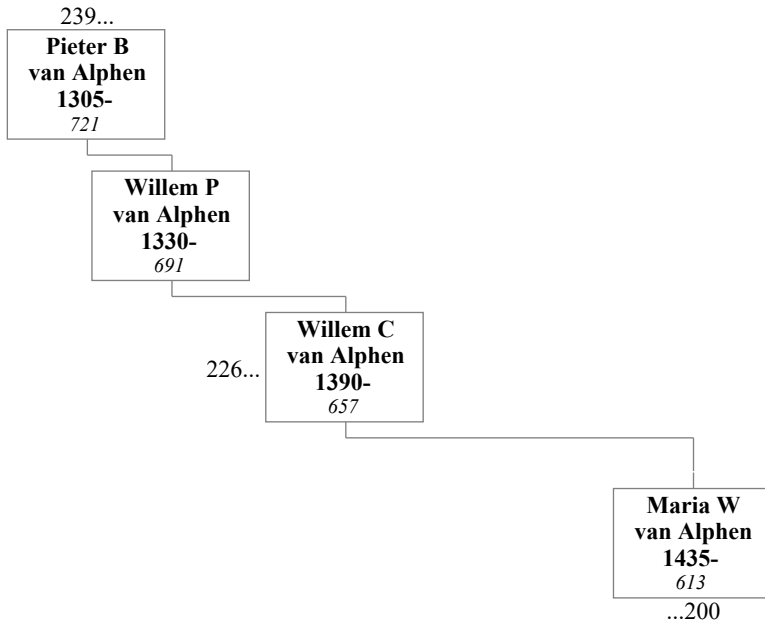 239...
Pieter B
van Alphen
1305-
721
Willem P
van Alphen
1330-
691
Willem C
van Alphen
1390-
657
226...
Maria W
van Alphen
1435-
613
...200